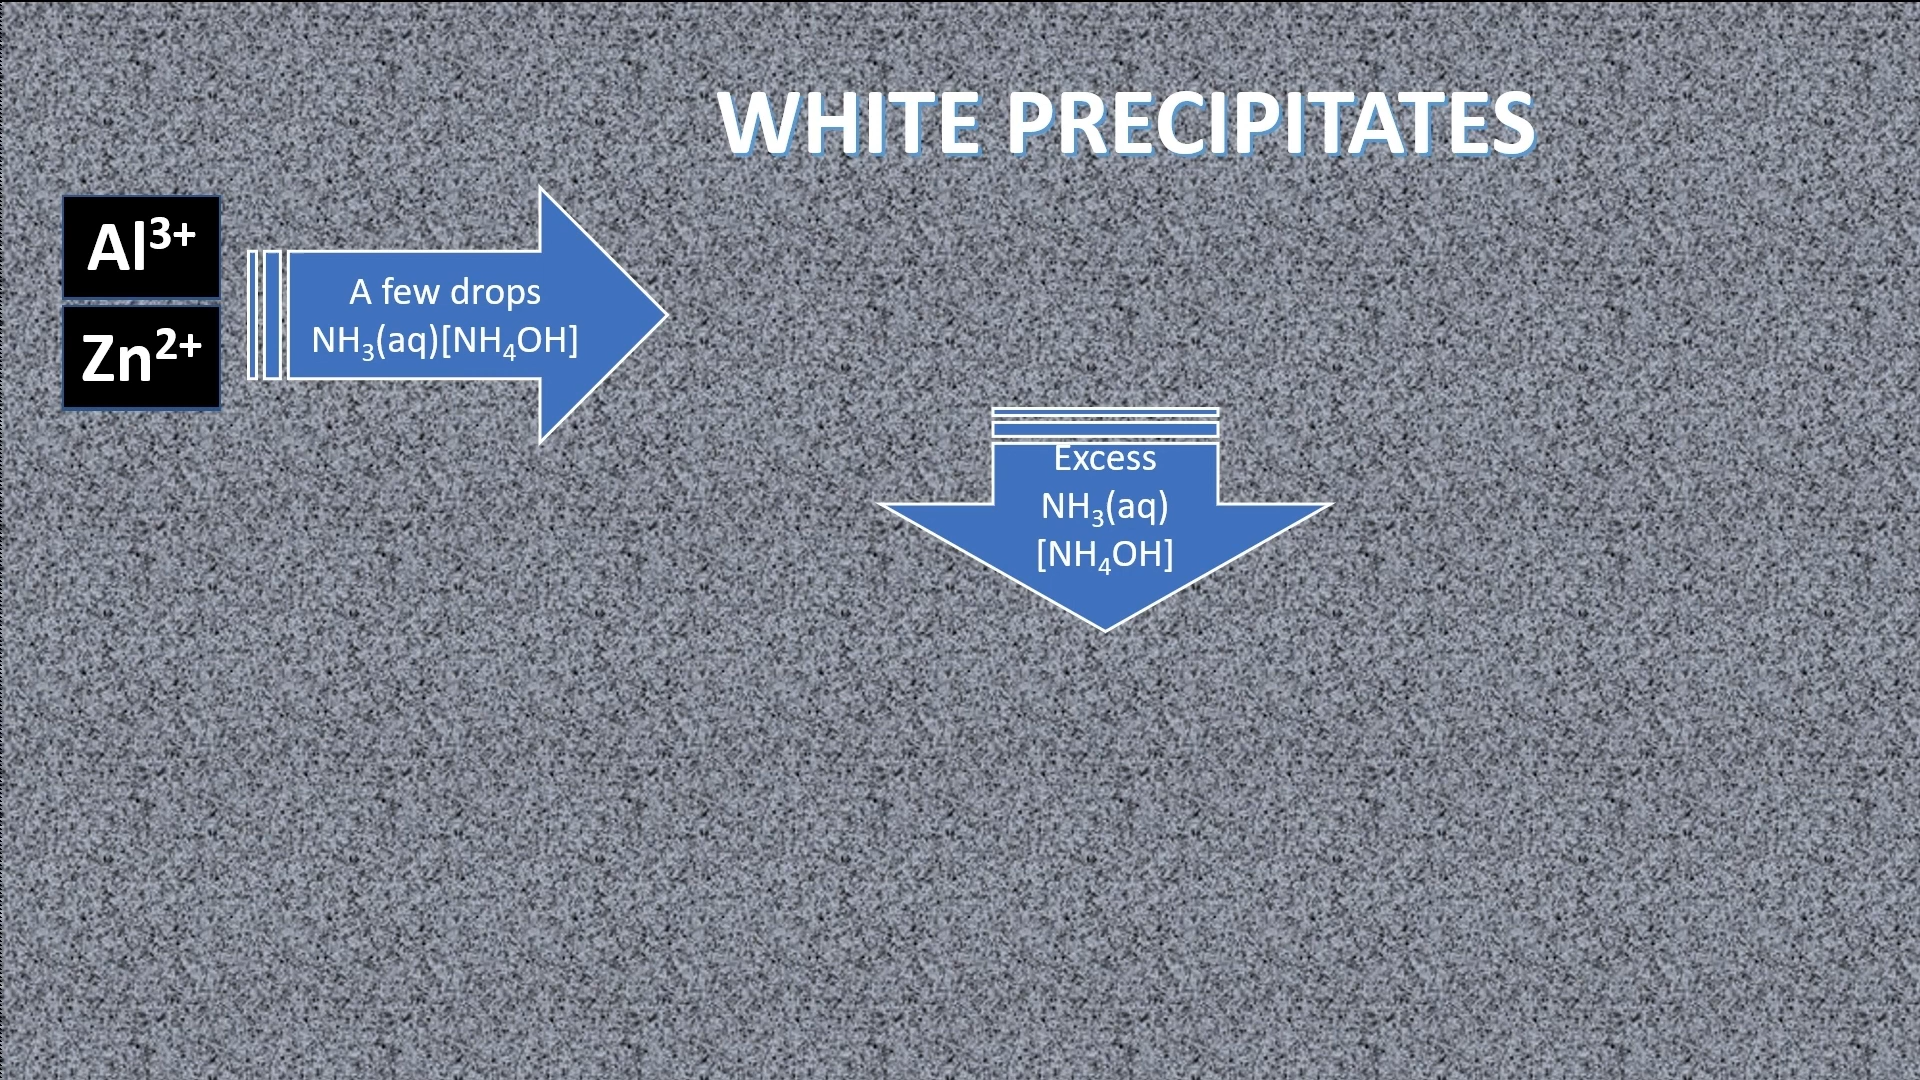 WHITE PRECIPITATES
Al³⁺
Zn²⁺
A few drops
NH₃(aq)[NH₄OH]
Excess
NH₃(aq)
[NH₄OH]